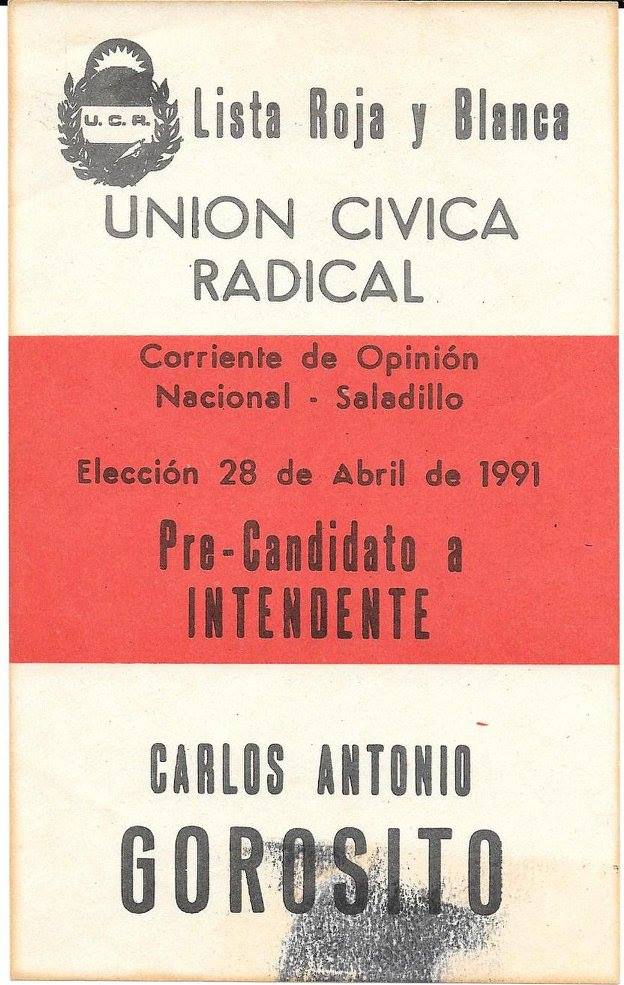 U.C.R.
Lista Roja y Blanca
UNION CIVICA
RADICAL
Corriente de Opinión
Nacional - Saladillo
Elección 28 de Abril de 1991
Pre-Candidato a
INTENDENTE
CARLOS ANTONIO
GOROSITO